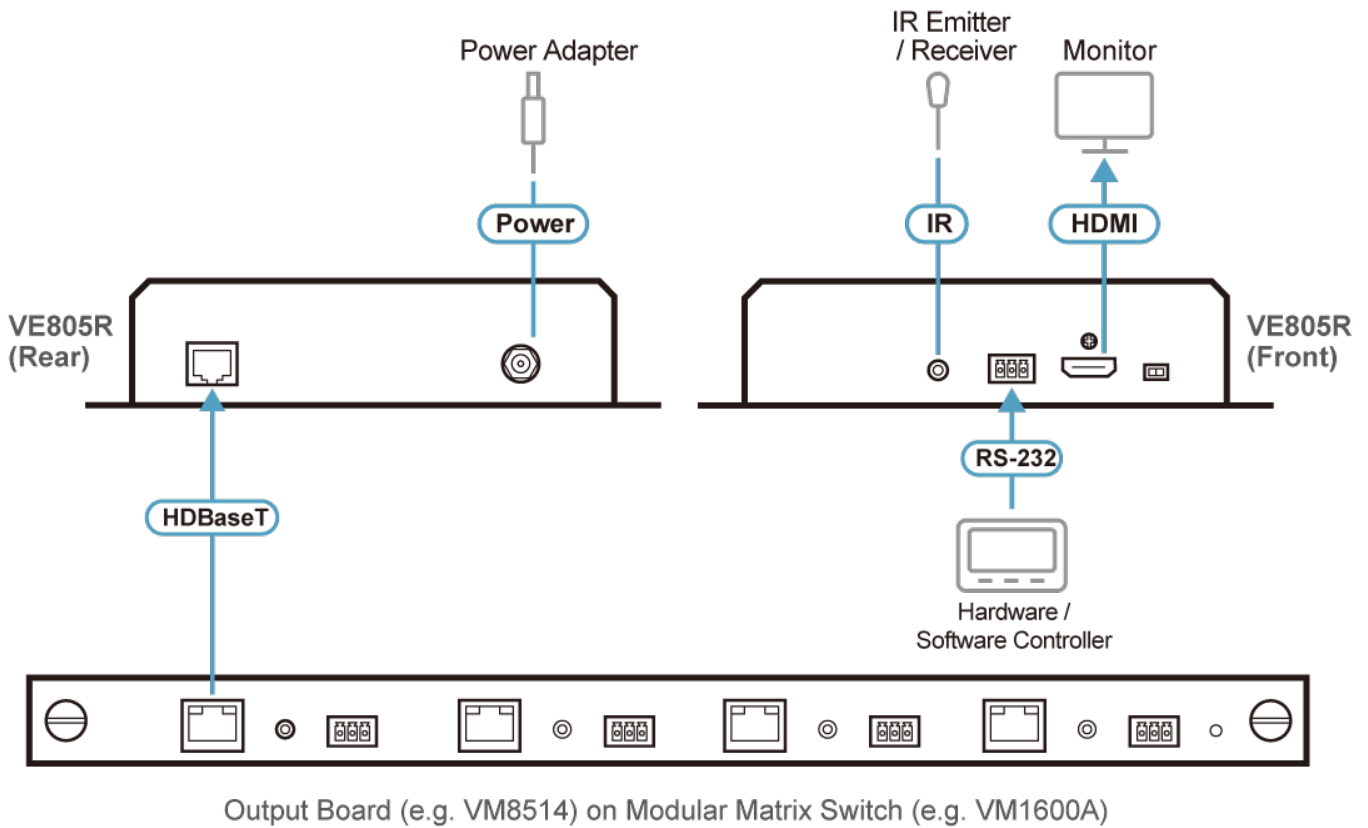 Power Adapter
IR Emitter
/ Receiver
Monitor
Power
IR
HDMI
VE805R
(Rear)
VE805R
(Front)
RS-232
HDBaseT
Hardware /
Software Controller
Output Board (e.g. VM8514) on Modular Matrix Switch (e.g. VM1600A)